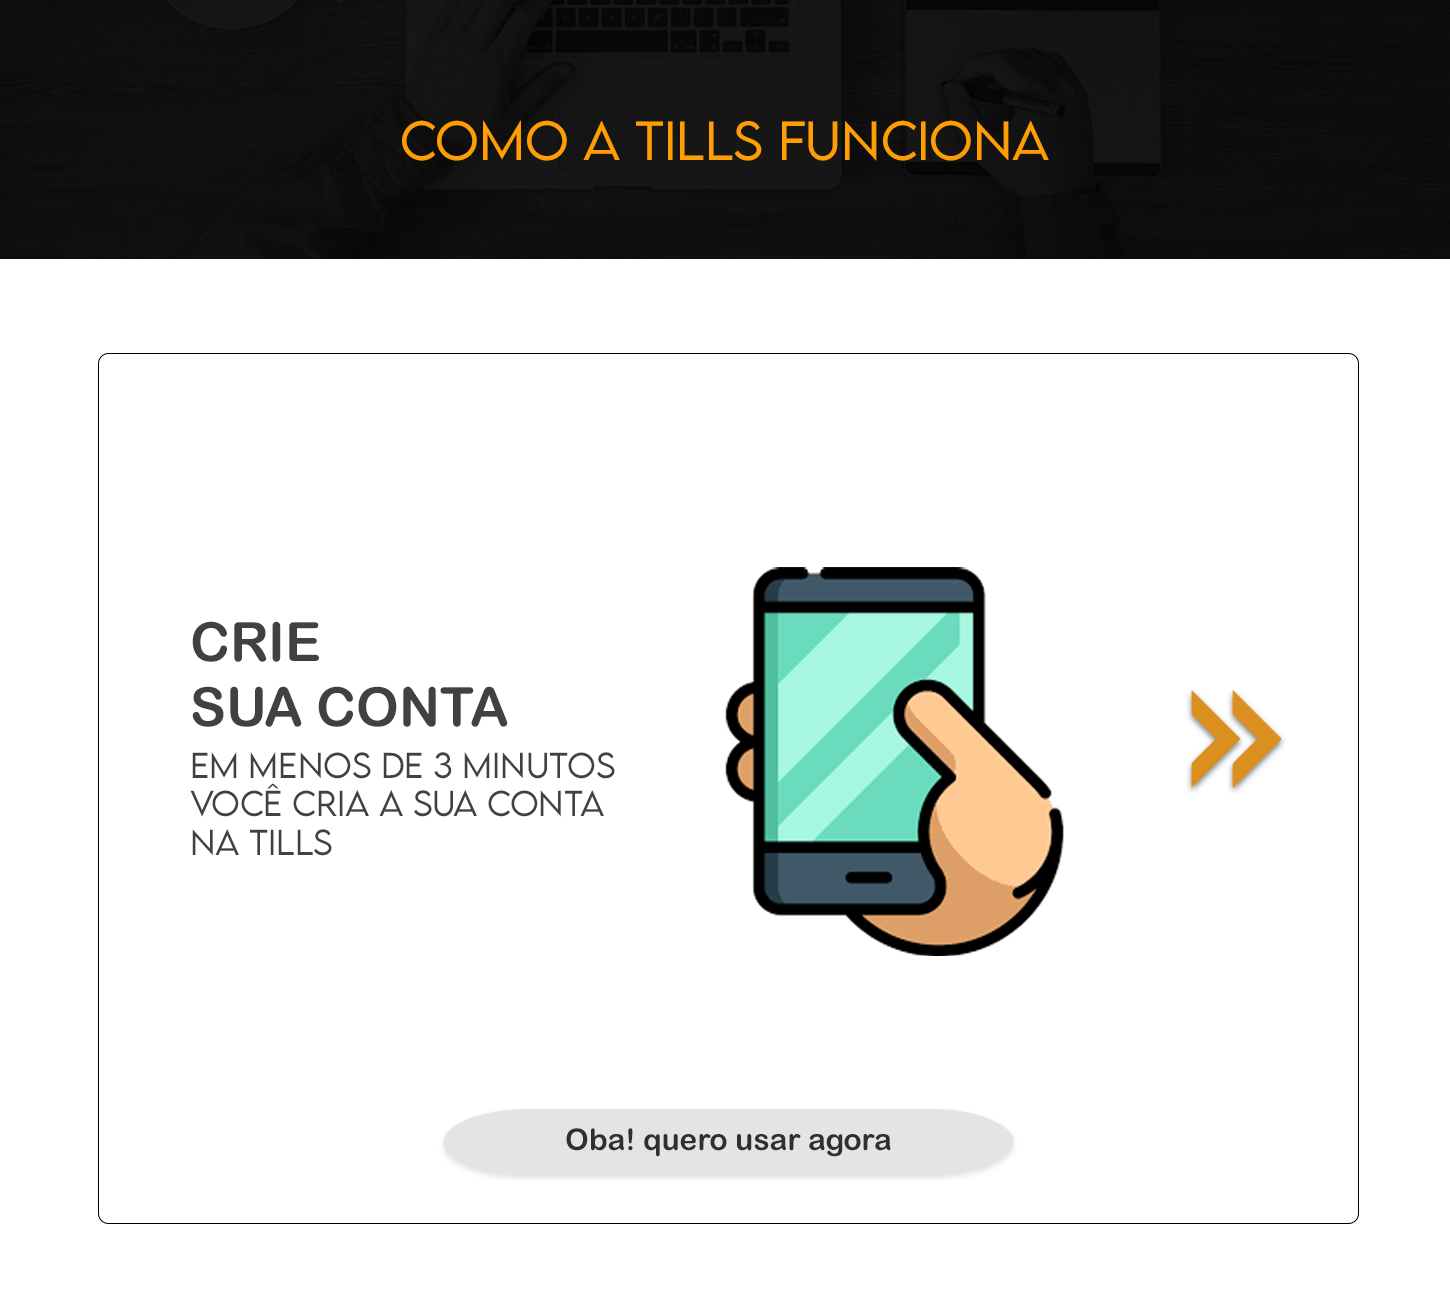 COMO A TILLS FUNCIONA
CRIE
SUA CONTA
EM MENOS DE 3 MINUTOS
VOCÊ CRIA A SUA CONTA
NA TILLS
Oba! quero usar agora